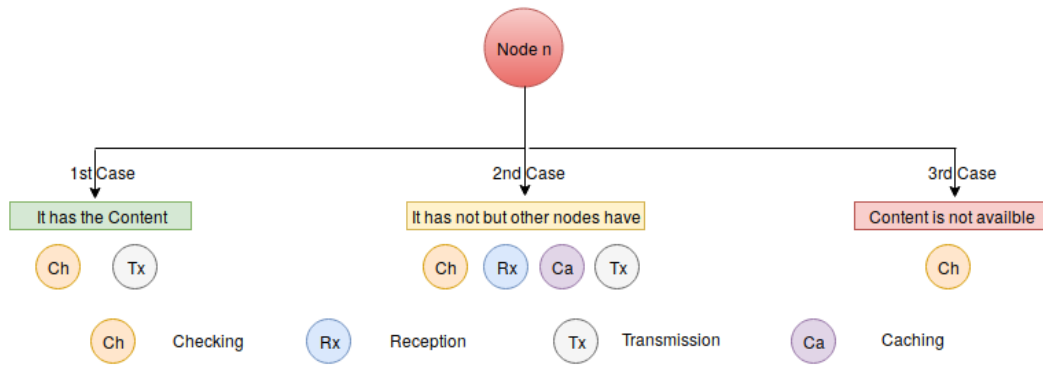 Node n
1st Case
2nd Case
3rd Case
It has the Content
It has not but other nodes have
Content is not availble
Ch Tx
Ch Rx Ca Tx
Ch
Ch Checking
Rx Reception
Tx Transmission
Ca Caching